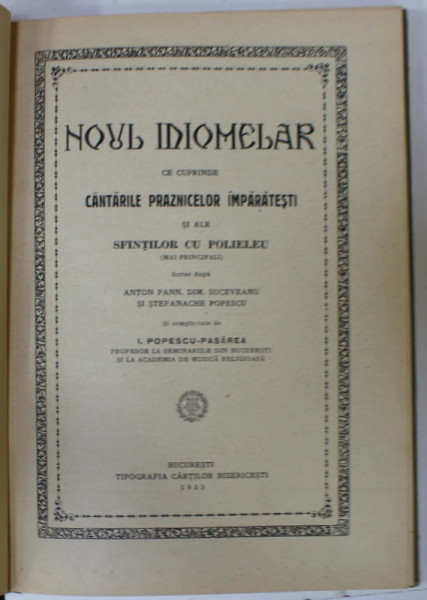 NOUL IDIOMELAR
CE CUPRINDE
CÂNTĂRILE PRAZNICELOR ÎMPĂRĂTEȘTI
ȘI ALE
SFINȚILOR CU POLIELEU
(MAI PRINCIPALI)
Scrise după
ANTON PANN, DIM. SUCEVEANU
ȘI ȘTEFANACHE POPESCU
Și complectate de
I. POPESCU-PASĂREA
PROFESOR LA SEMINARIILE DIN BUCUREȘTI
ȘI LA ACADEMIA DE MUZICĂ RELIGIOASĂ
BUCUREȘTI
TIPOGRAFIA CĂRȚILOR BISERICEȘTI
1933